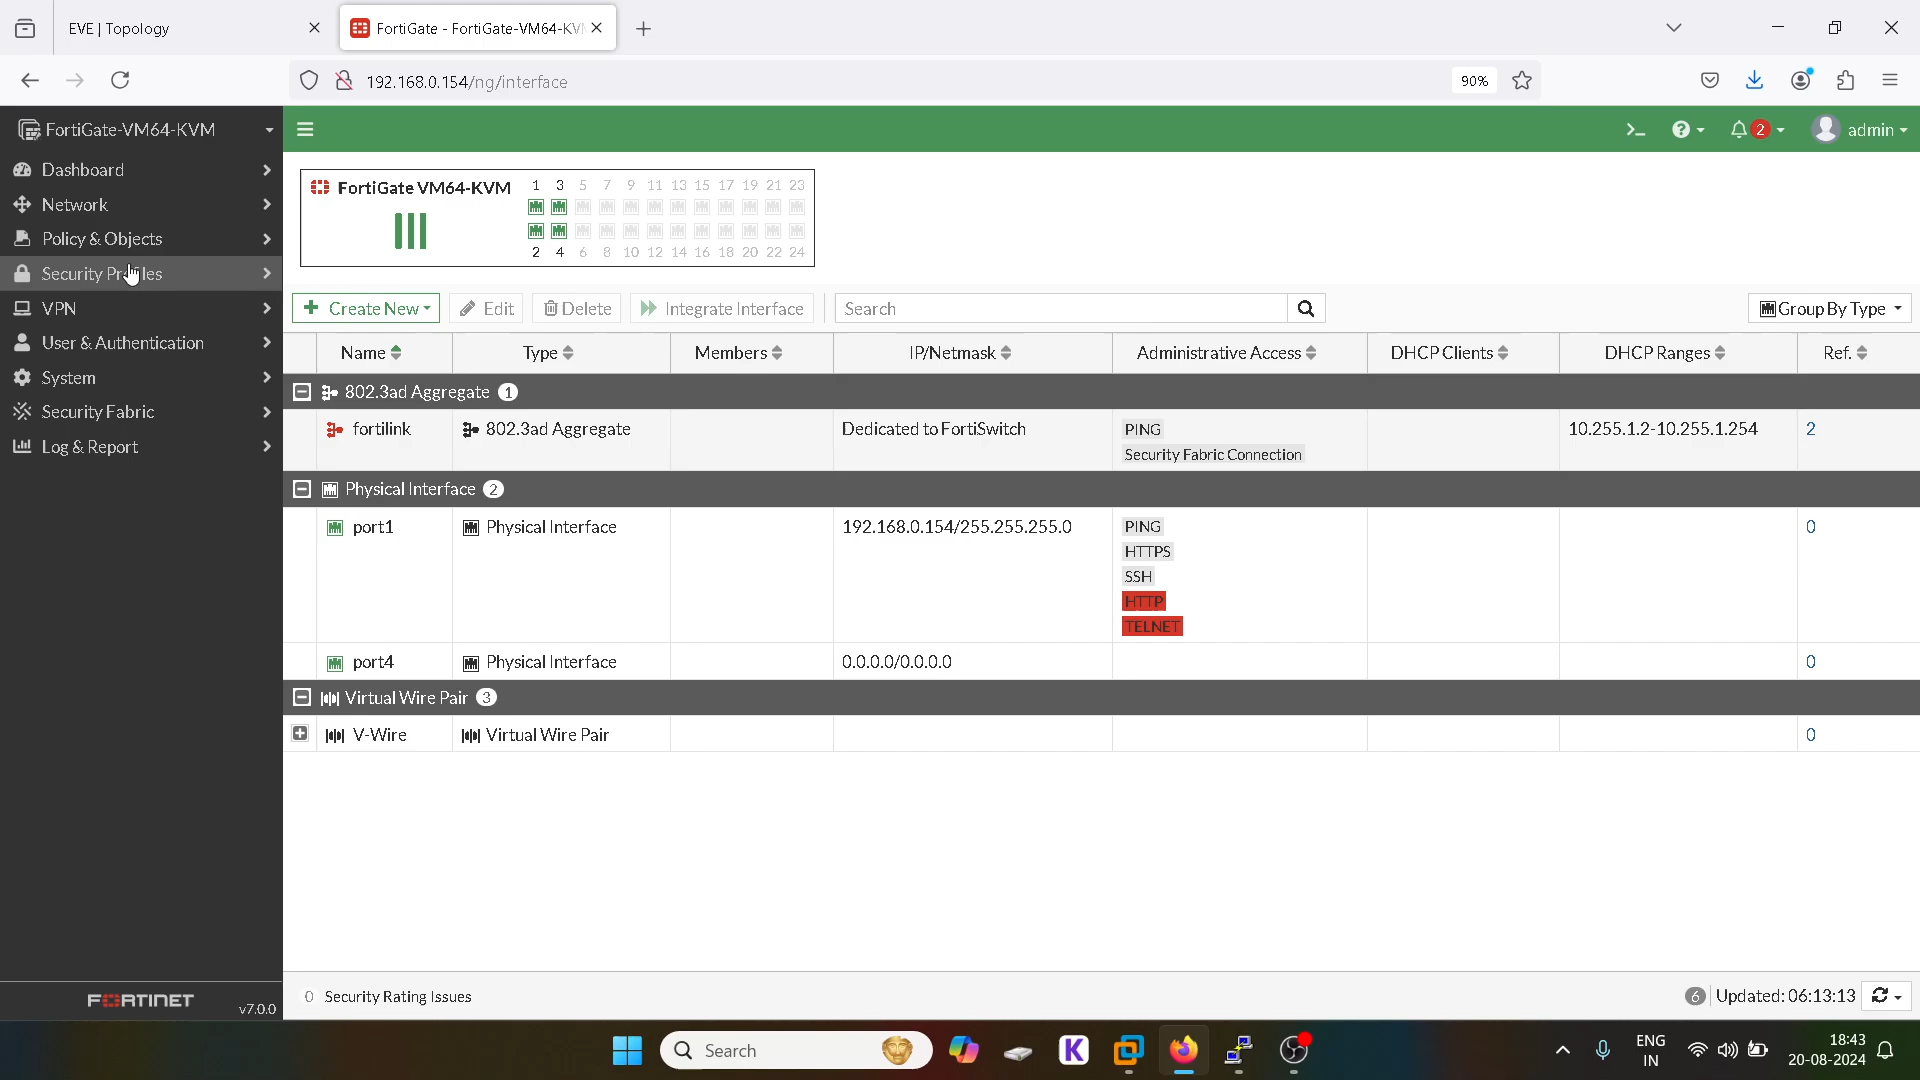 EVE | Topology
FortiGate - FortiGate-VM64-KV
192.168.0.154/ng/interface
90%
FortiGate-VM64-KVM
2
admin
Dashboard
Network
Policy & Objects
Security Profiles
VPN
User & Authentication
System
Security Fabric
Log & Report
FortiGate VM64-KVM
1 3 5 7 9 11 13 15 17 19 21 23
2 4 6 8 10 12 14 16 18 20 22 24
Create New Edit Delete Integrate Interface Search Group By Type
Name Type Members IP/Netmask Administrative Access DHCP Clients DHCP Ranges Ref.
802.3ad Aggregate 1
fortilink 802.3ad Aggregate Dedicated to FortiSwitch PING 10.255.1.2-10.255.1.254 2
Security Fabric Connection
Physical Interface 2
port1 Physical Interface 192.168.0.154/255.255.255.0 PING 0
HTTPS
SSH
HTTP
TELNET
port4 Physical Interface 0.0.0.0/0.0.0.0 0
Virtual Wire Pair 3
V-Wire Virtual Wire Pair 0
FORTINET v7.0.0
0 Security Rating Issues
6 Updated: 06:13:13
Search
K
ENG
IN
18:43
20-08-2024